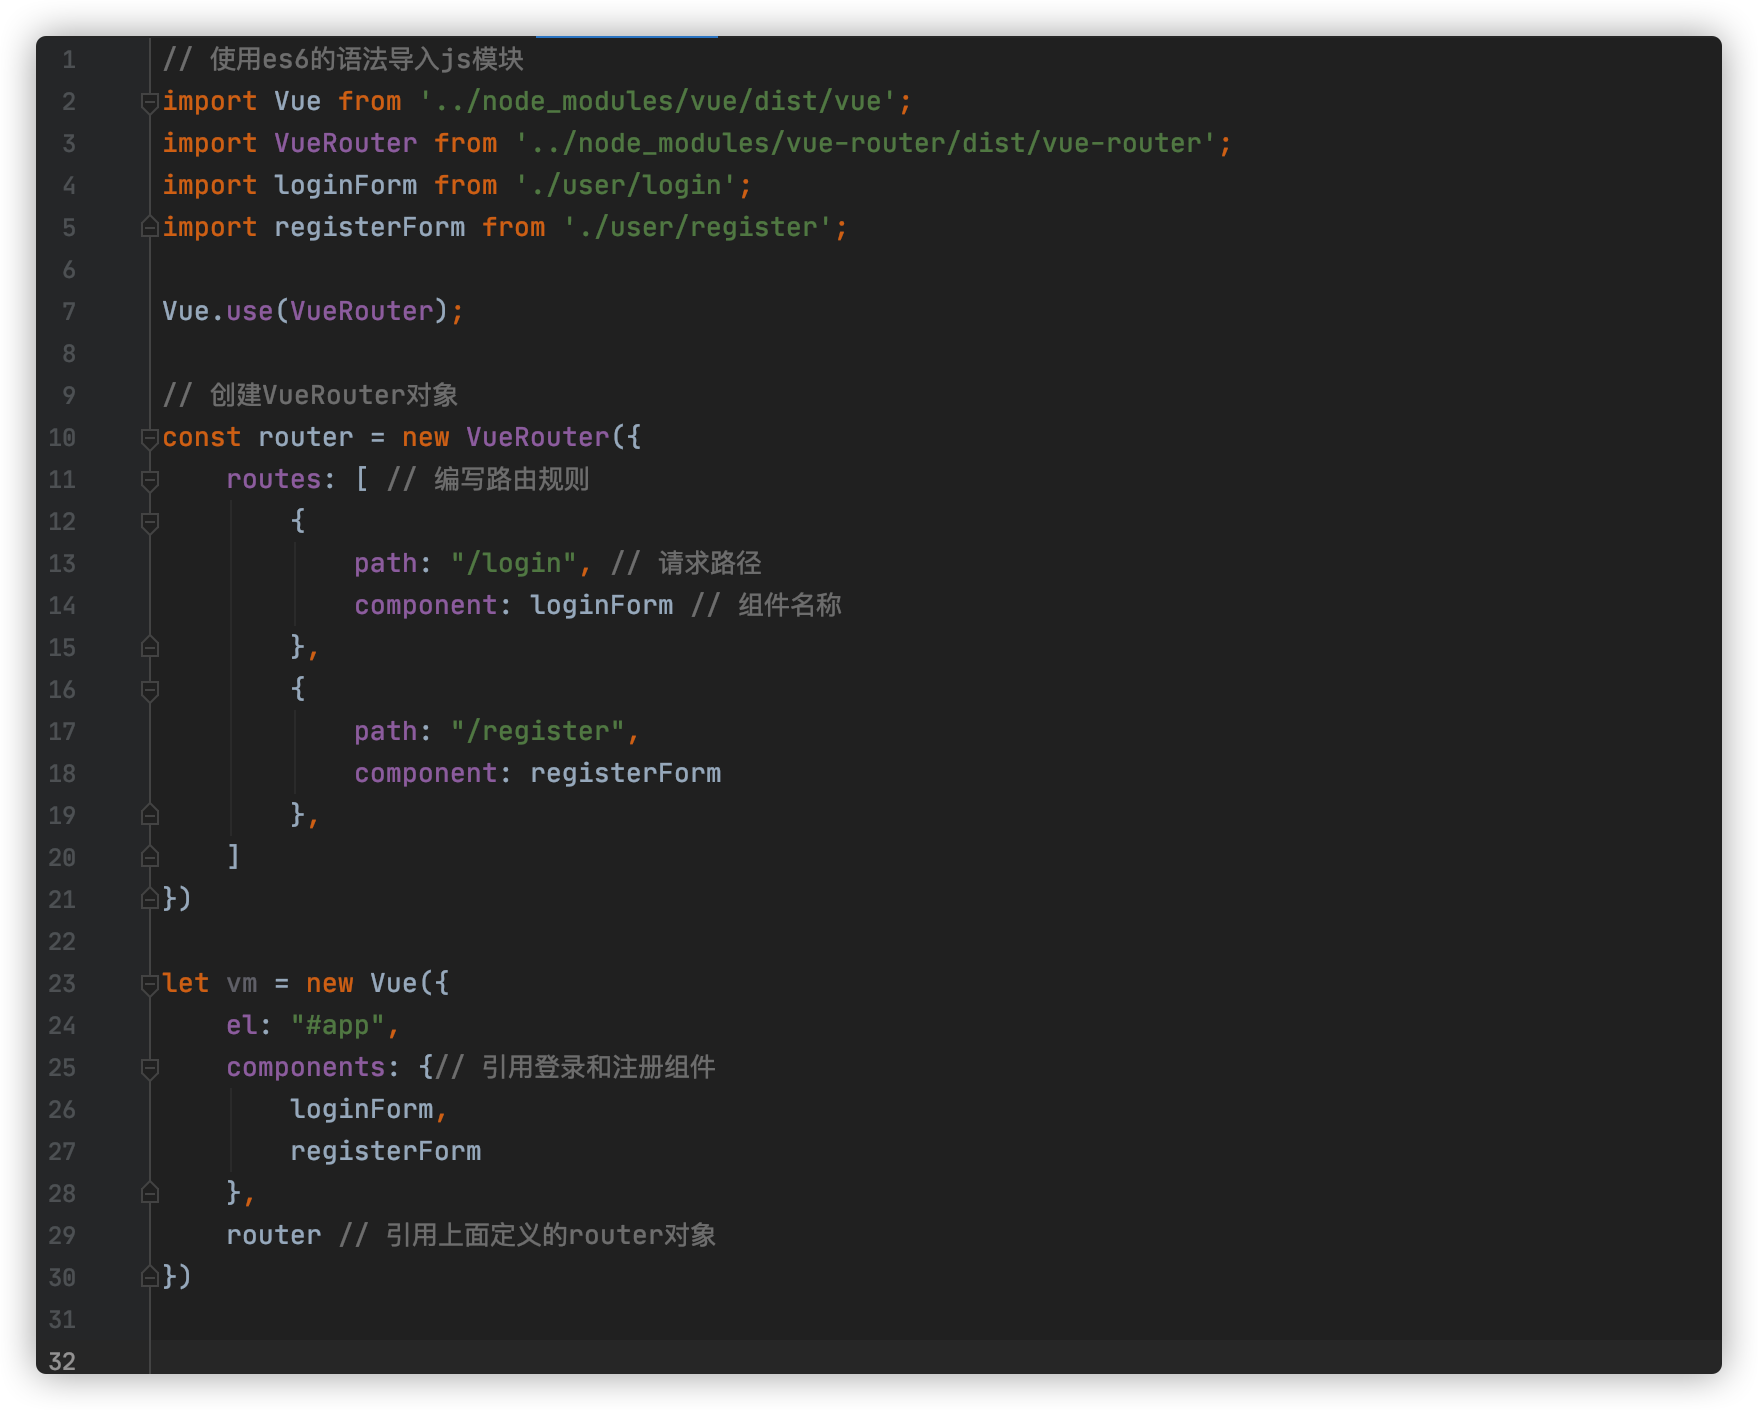 1 // 使用es6的语法导入js模块
2 import Vue from '../node_modules/vue/dist/vue';
3 import VueRouter from '../node_modules/vue-router/dist/vue-router';
4 import loginForm from './user/login';
5 import registerForm from './user/register';
6
7 Vue.use(VueRouter);
8
9 // 创建VueRouter对象
10 const router = new VueRouter({
11     routes: [ // 编写路由规则
12         {
13             path: "/login", // 请求路径
14             component: loginForm // 组件名称
15         },
16         {
17             path: "/register",
18             component: registerForm
19         },
20     ]
21 })
22
23 let vm = new Vue({
24     el: "#app",
25     components: {// 引用登录和注册组件
26         loginForm,
27         registerForm
28     },
29     router // 引用上面定义的router对象
30 })
31
32